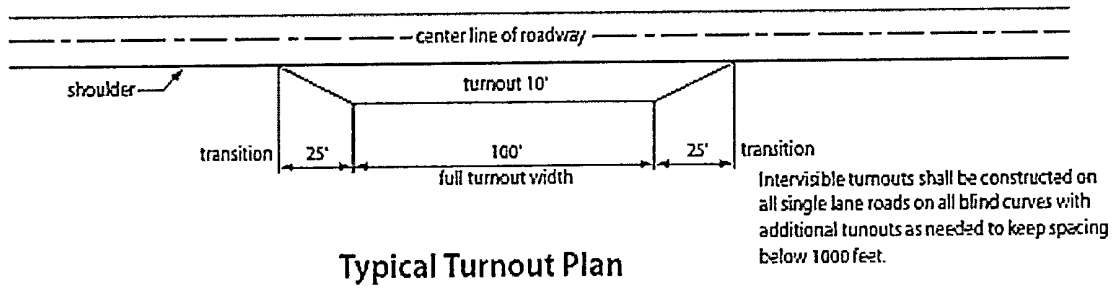 center line of roadway
shoulder
turnout 10'
transition
25'
100'
25'
transition
full turnout width
Intervisible turnouts shall be constructed on
all single lane roads on all blind curves with
additional tunouts as needed to keep spacing
below 1000 feet.
Typical Turnout Plan